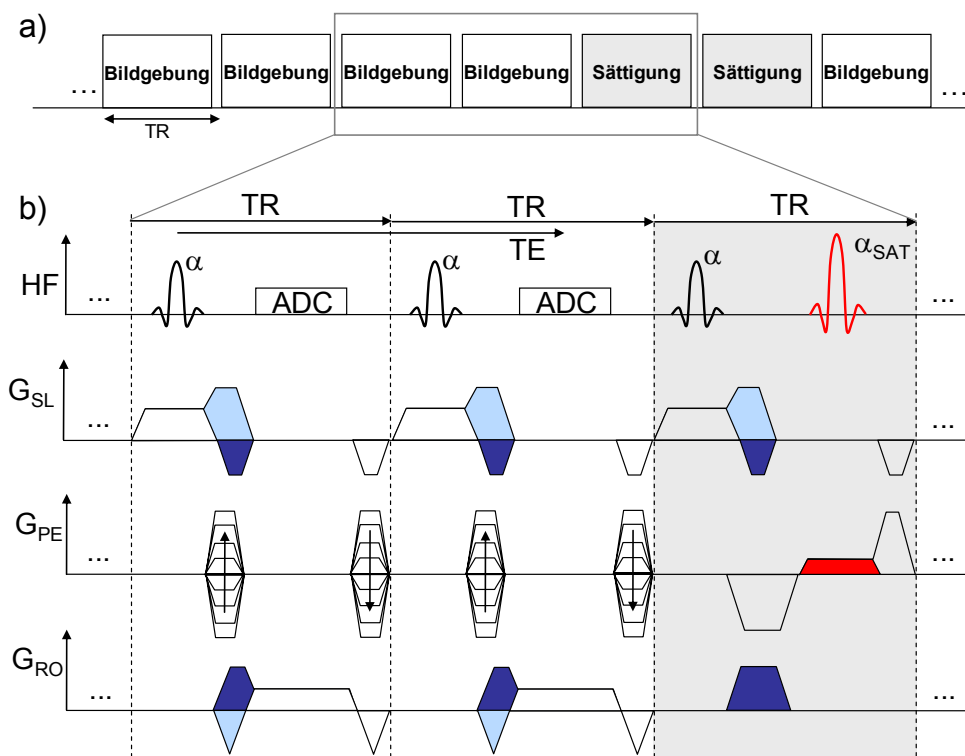 a)
... Bildgebung Bildgebung Bildgebung Bildgebung Sättigung Sättigung Bildgebung ...
TR
b)
TR TR TR
TE
HF ... α ADC α ADC α αSAT ...
GSL ... ...
GPE ... ...
GRO ... ...